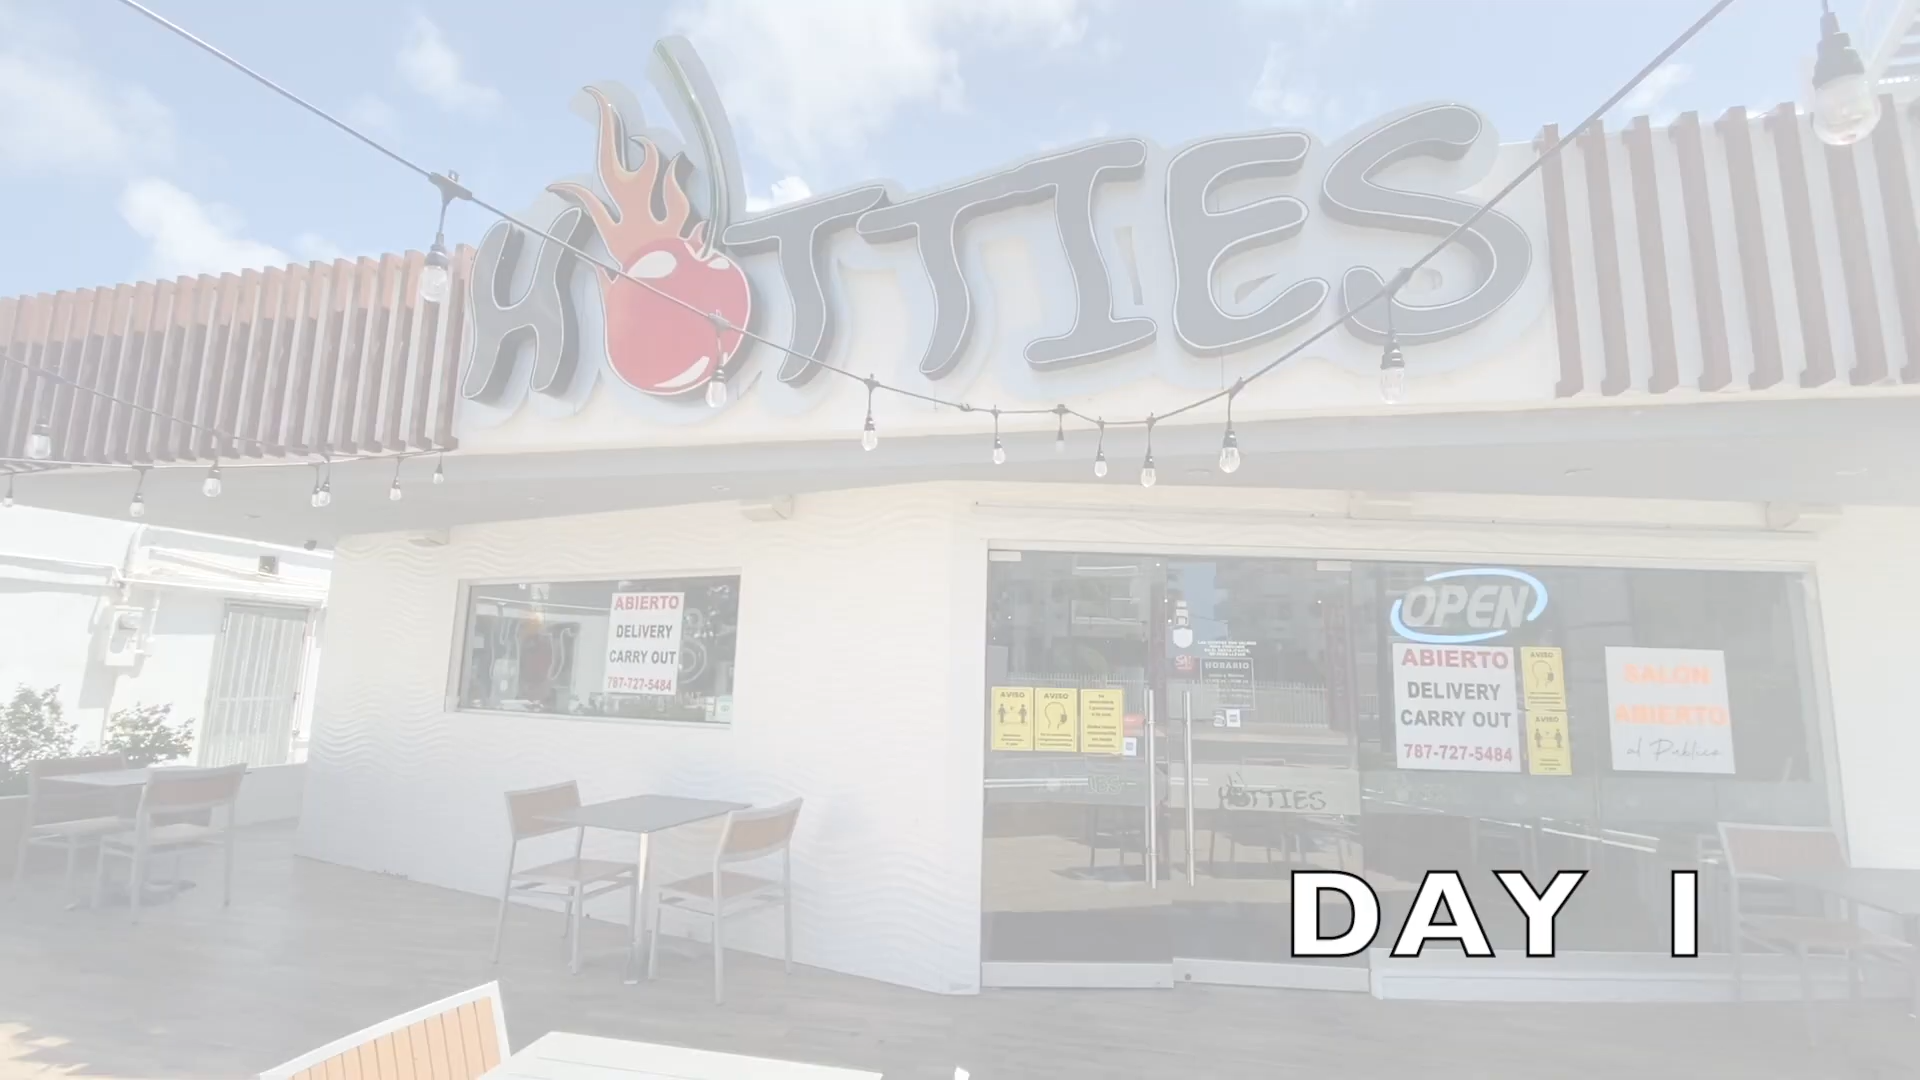 HOTTIES
ABIERTO
DELIVERY
CARRY OUT
787-727-5484
AVISO
AVISO
HORARIO
HOTTIES
OPEN
ABIERTO
DELIVERY
CARRY OUT
787-727-5484
AVISO
AVISO
SALON
ABIERTO
al Publico
DAY I